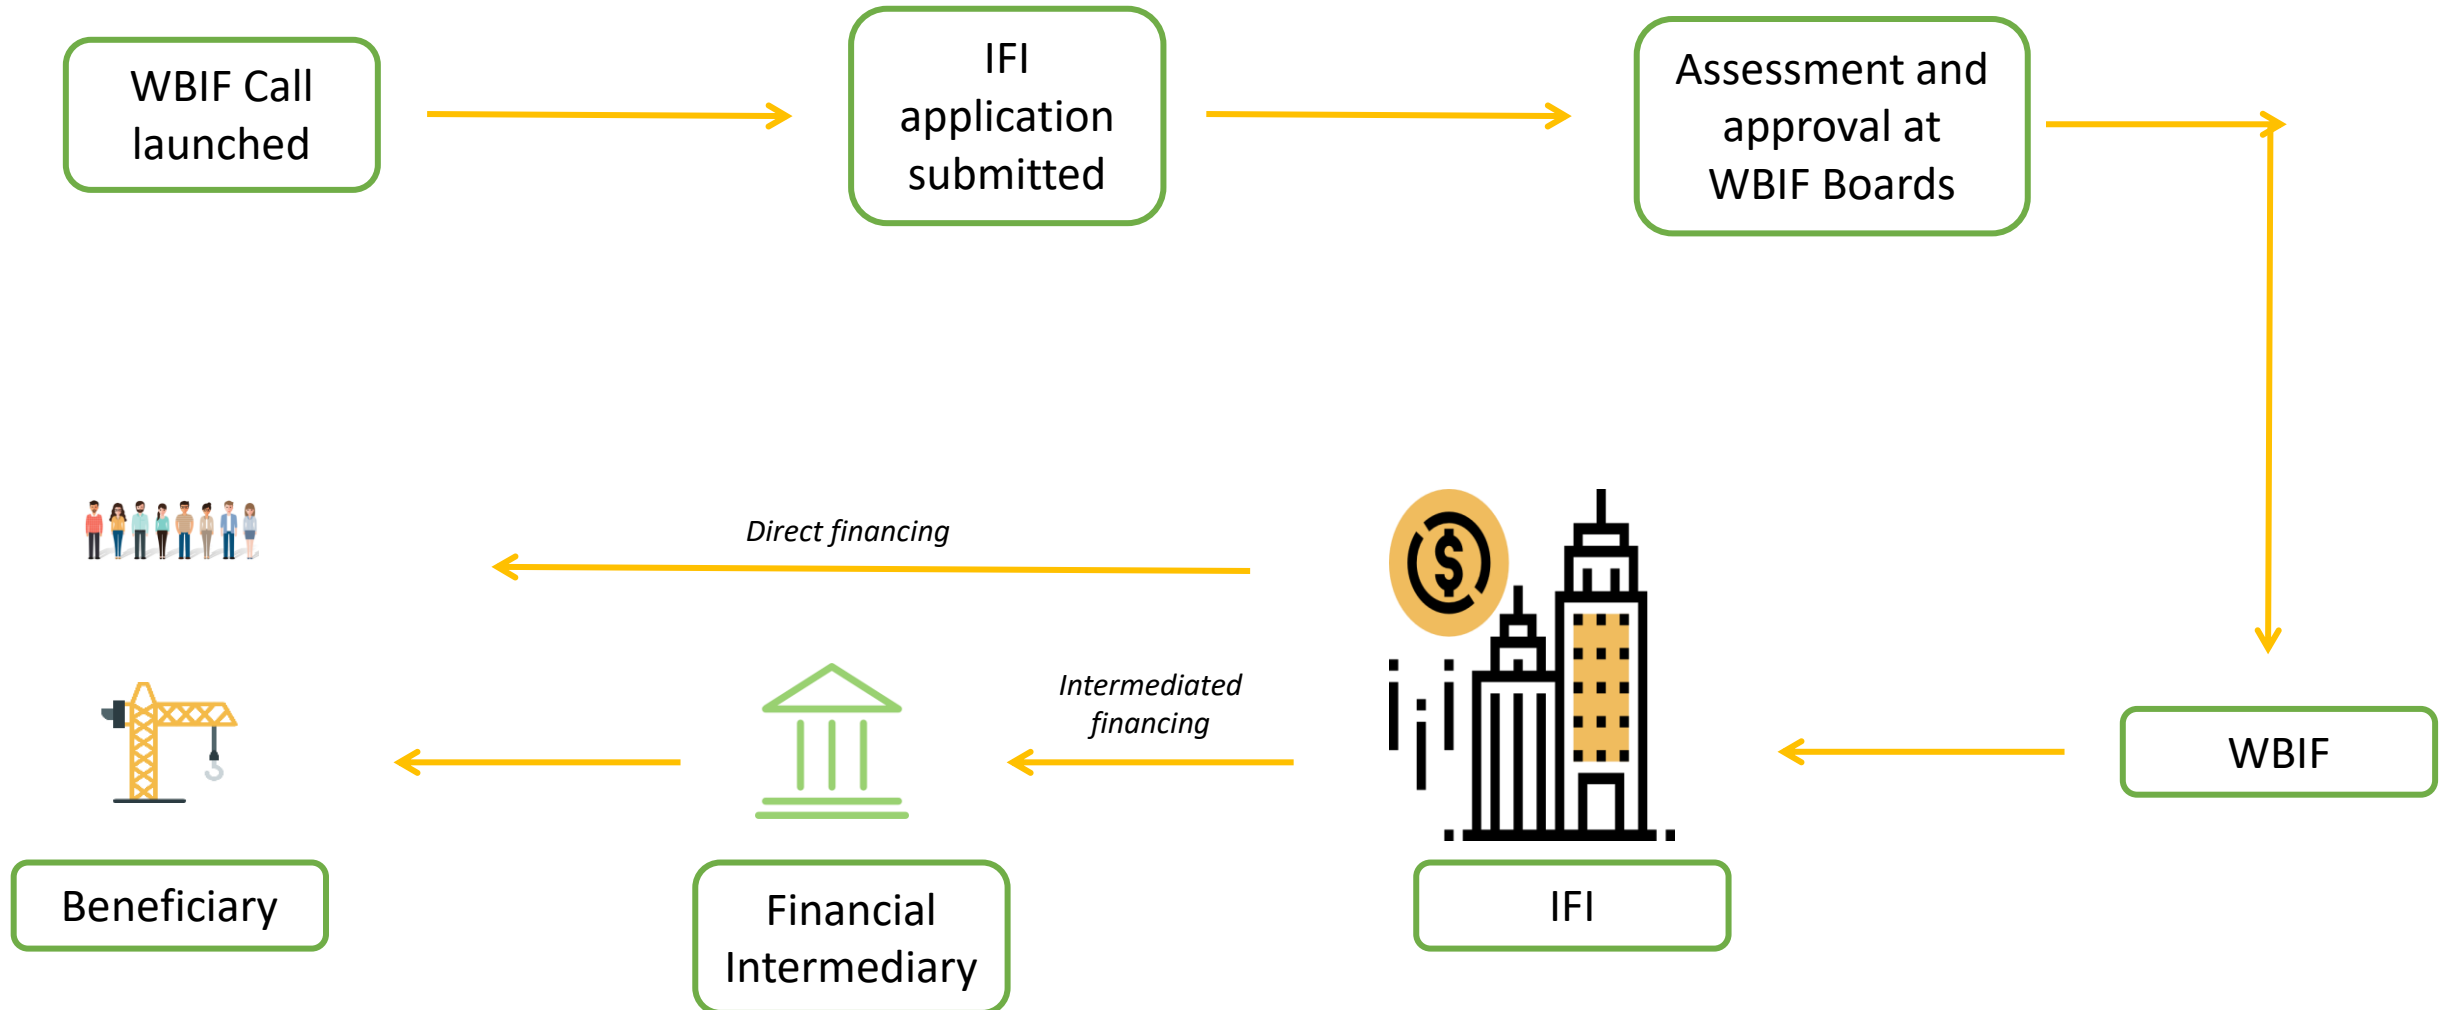 WBIF Call
launched
IFI
application
submitted
Assessment and
approval at
WBIF Boards
Direct financing
Intermediated
financing
WBIF
Beneficiary
Financial
Intermediary
IFI